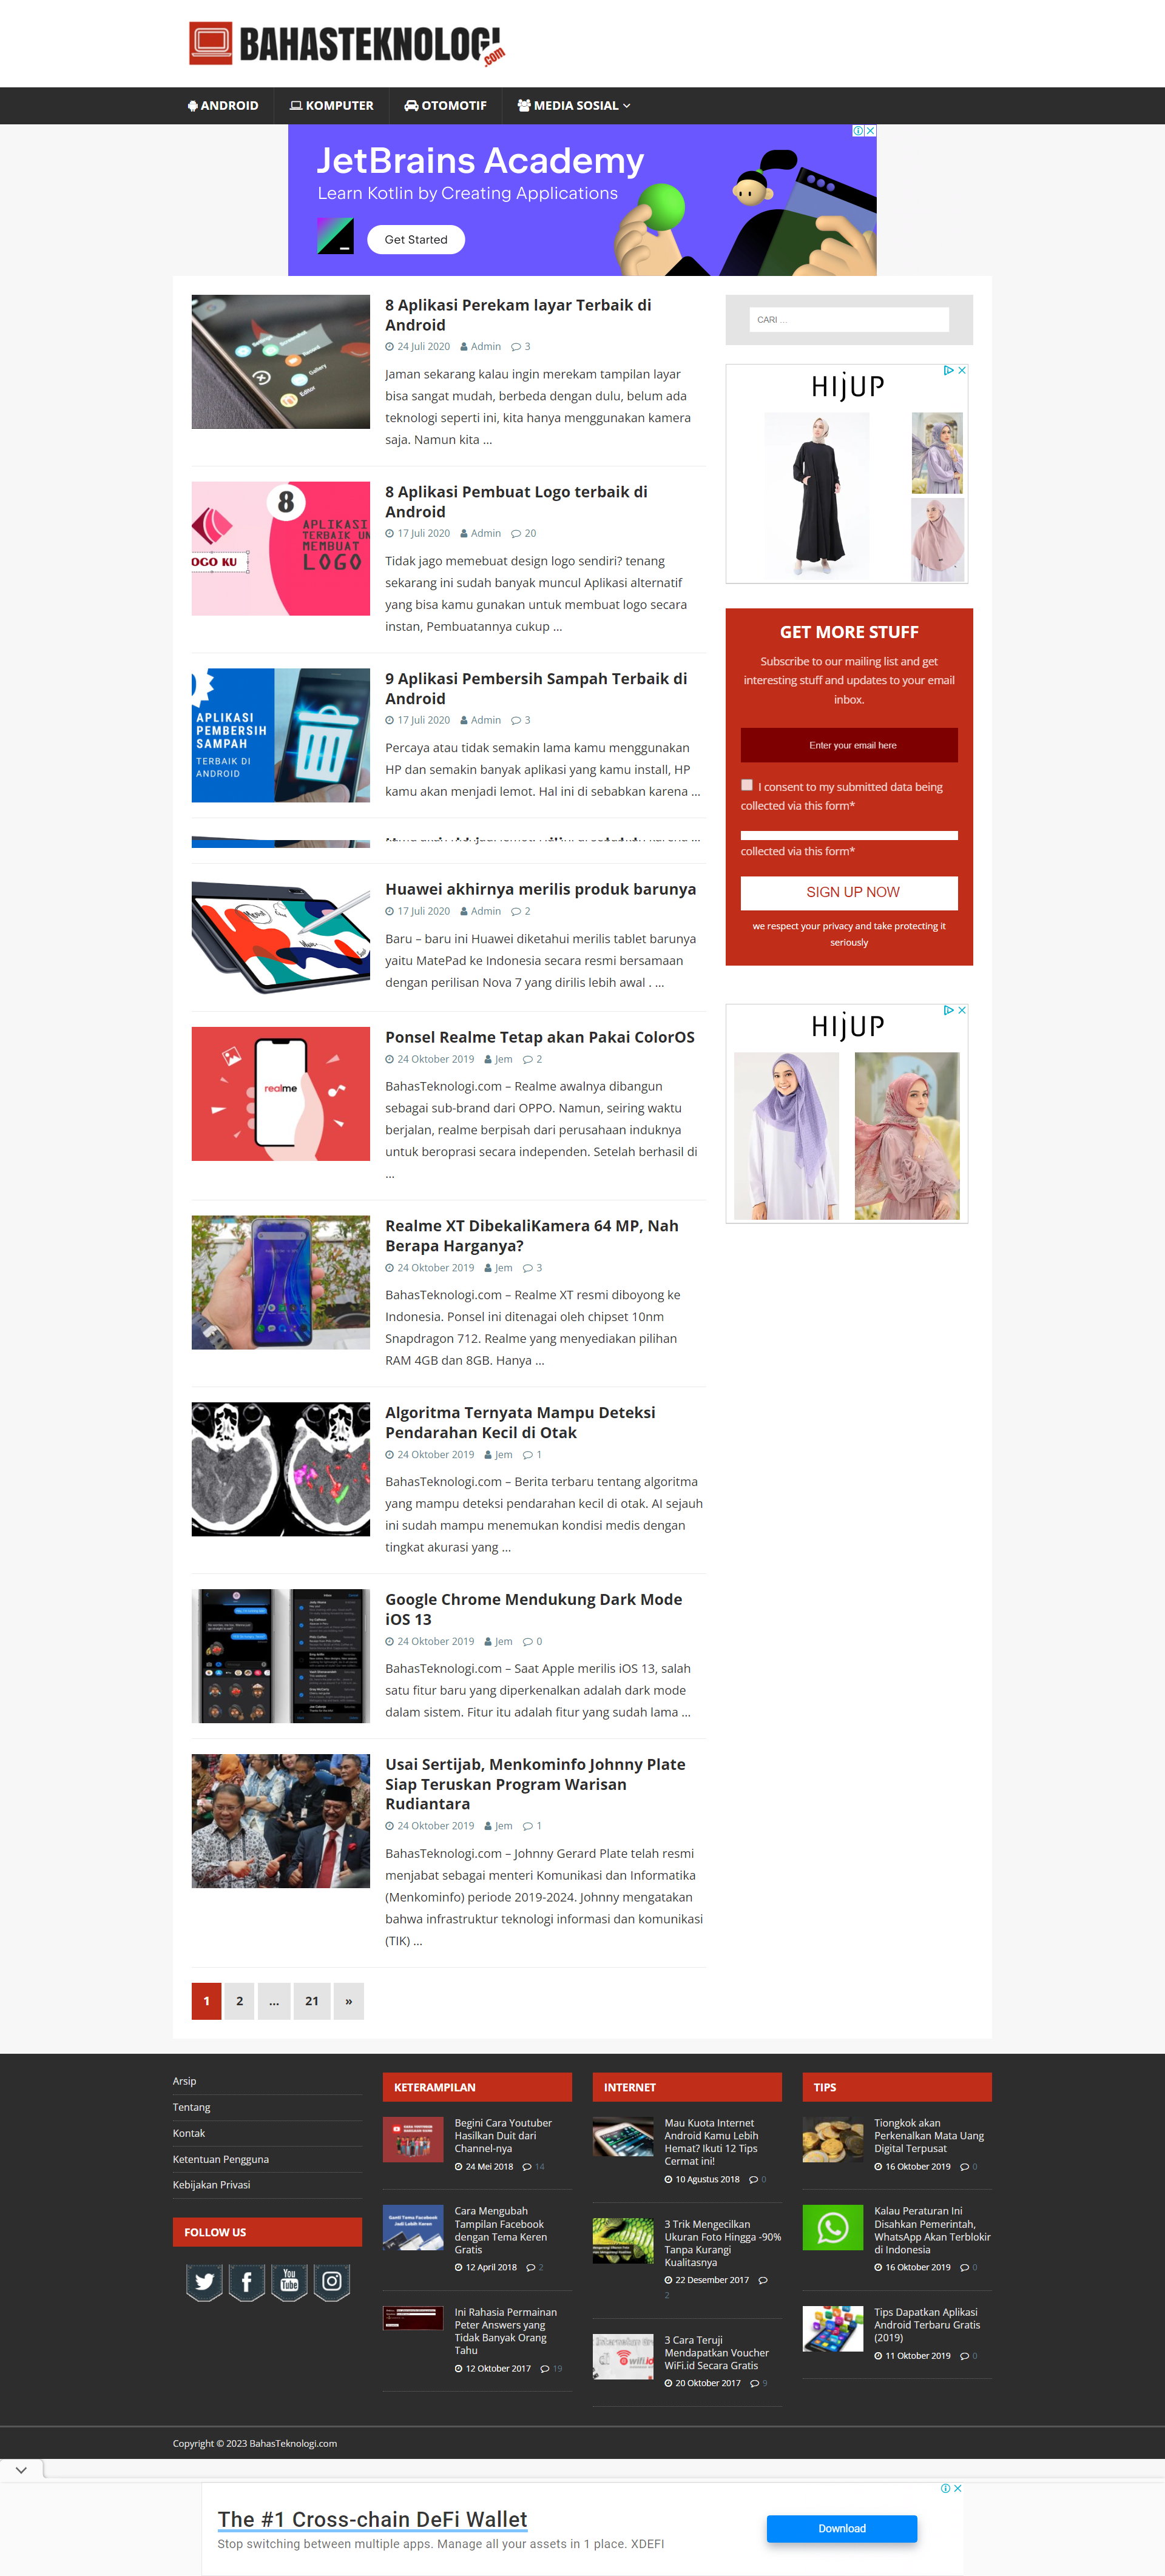 BAHASTEKNOLOGI
.com
ANDROID
KOMPUTER
OTOMOTIF
MEDIA SOSIAL
JetBrains Academy
Learn Kotlin by Creating Applications
Get Started
8 Aplikasi Perekam layar Terbaik di
Android
24 Juli 2020 Admin 3
Jaman sekarang kalau ingin merekam tampilan layar
bisa sangat mudah, berbeda dengan dulu, belum ada
teknologi seperti ini, kita hanya menggunakan kamera
saja. Namun kita ...
Record
Gallery
Editor
8 Aplikasi Pembuat Logo terbaik di
Android
17 Juli 2020 Admin 20
Tidak jago memebuat design logo sendiri? tenang
sekarang ini sudah banyak muncul Aplikasi alternatif
yang bisa kamu gunakan untuk membuat logo secara
instan, Pembuatannya cukup ...
8
APLIKASI
TERBAIK UN
MEMBUAT
LOGO
OGO KU
9 Aplikasi Pembersih Sampah Terbaik di
Android
17 Juli 2020 Admin 3
Percaya atau tidak semakin lama kamu menggunakan
HP dan semakin banyak aplikasi yang kamu install, HP
kamu akan menjadi lemot. Hal ini di sebabkan karena ...
APLIKASI
PEMBERSIH
SAMPAH
TERBAIK DI
ANDROID
Huawei akhirnya merilis produk barunya
17 Juli 2020 Admin 2
Baru – baru ini Huawei diketahui merilis tablet barunya
yaitu MatePad ke Indonesia secara resmi bersamaan
dengan perilisan Nova 7 yang dirilis lebih awal . ...
Ponsel Realme Tetap akan Pakai ColorOS
24 Oktober 2019 Jem 2
BahasTeknologi.com – Realme awalnya dibangun
sebagai sub-brand dari OPPO. Namun, seiring waktu
berjalan, realme berpisah dari perusahaan induknya
untuk beroprasi secara independen. Setelah berhasil di
...
realme
Realme XT DibekaliKamera 64 MP, Nah
Berapa Harganya?
24 Oktober 2019 Jem 3
BahasTeknologi.com – Realme XT resmi diboyong ke
Indonesia. Ponsel ini ditenagai oleh chipset 10nm
Snapdragon 712. Realme yang menyediakan pilihan
RAM 4GB dan 8GB. Hanya ...
Algoritma Ternyata Mampu Deteksi
Pendarahan Kecil di Otak
24 Oktober 2019 Jem 1
BahasTeknologi.com – Berita terbaru tentang algoritma
yang mampu deteksi pendarahan kecil di otak. AI sejauh
ini sudah mampu menemukan kondisi medis dengan
tingkat akurasi yang ...
Google Chrome Mendukung Dark Mode
iOS 13
24 Oktober 2019 Jem 0
BahasTeknologi.com – Saat Apple merilis iOS 13, salah
satu fitur baru yang diperkenalkan adalah dark mode
dalam sistem. Fitur itu adalah fitur yang sudah lama ...
Usai Sertijab, Menkominfo Johnny Plate
Siap Teruskan Program Warisan
Rudiantara
24 Oktober 2019 Jem 1
BahasTeknologi.com – Johnny Gerard Plate telah resmi
menjabat sebagai menteri Komunikasi dan Informatika
(Menkominfo) periode 2019-2024. Johnny mengatakan
bahwa infrastruktur teknologi informasi dan komunikasi
(TIK) ...
1 2 ... 21 »
CARI ...
HIJUP
GET MORE STUFF
Subscribe to our mailing list and get
interesting stuff and updates to your email
inbox.
Enter your email here
I consent to my submitted data being
collected via this form*
collected via this form*
SIGN UP NOW
we respect your privacy and take protecting it
seriously
HIJUP
Arsip
Tentang
Kontak
Ketentuan Pengguna
Kebijakan Privasi
FOLLOW US
You
Tube
KETERAMPILAN
Begini Cara Youtuber
Hasilkan Duit dari
Channel-nya
24 Mei 2018 14
Ganti Tema Facebook
Jadi Lebih Keren
Cara Mengubah
Tampilan Facebook
dengan Tema Keren
Gratis
12 April 2018 2
Ini Rahasia Permainan
Peter Answers yang
Tidak Banyak Orang
Tahu
12 Oktober 2017 19
INTERNET
Mau Kuota Internet
Android Kamu Lebih
Hemat? Ikuti 12 Tips
Cermat ini!
10 Agustus 2018 0
3 Trik Mengecilkan
Ukuran Foto Hingga -90%
Tanpa Kurangi
Kualitasnya
22 Desember 2017
2
wifi.id
3 Cara Teruji
Mendapatkan Voucher
WiFi.id Secara Gratis
20 Oktober 2017 9
TIPS
Tiongkok akan
Perkenalkan Mata Uang
Digital Terpusat
16 Oktober 2019 0
Kalau Peraturan Ini
Disahkan Pemerintah,
WhatsApp Akan Terblokir
di Indonesia
16 Oktober 2019 0
Tips Dapatkan Aplikasi
Android Terbaru Gratis
(2019)
11 Oktober 2019 0
Copyright © 2023 BahasTeknologi.com
The #1 Cross-chain DeFi Wallet
Stop switching between multiple apps. Manage all your assets in 1 place. XDEFI
Download